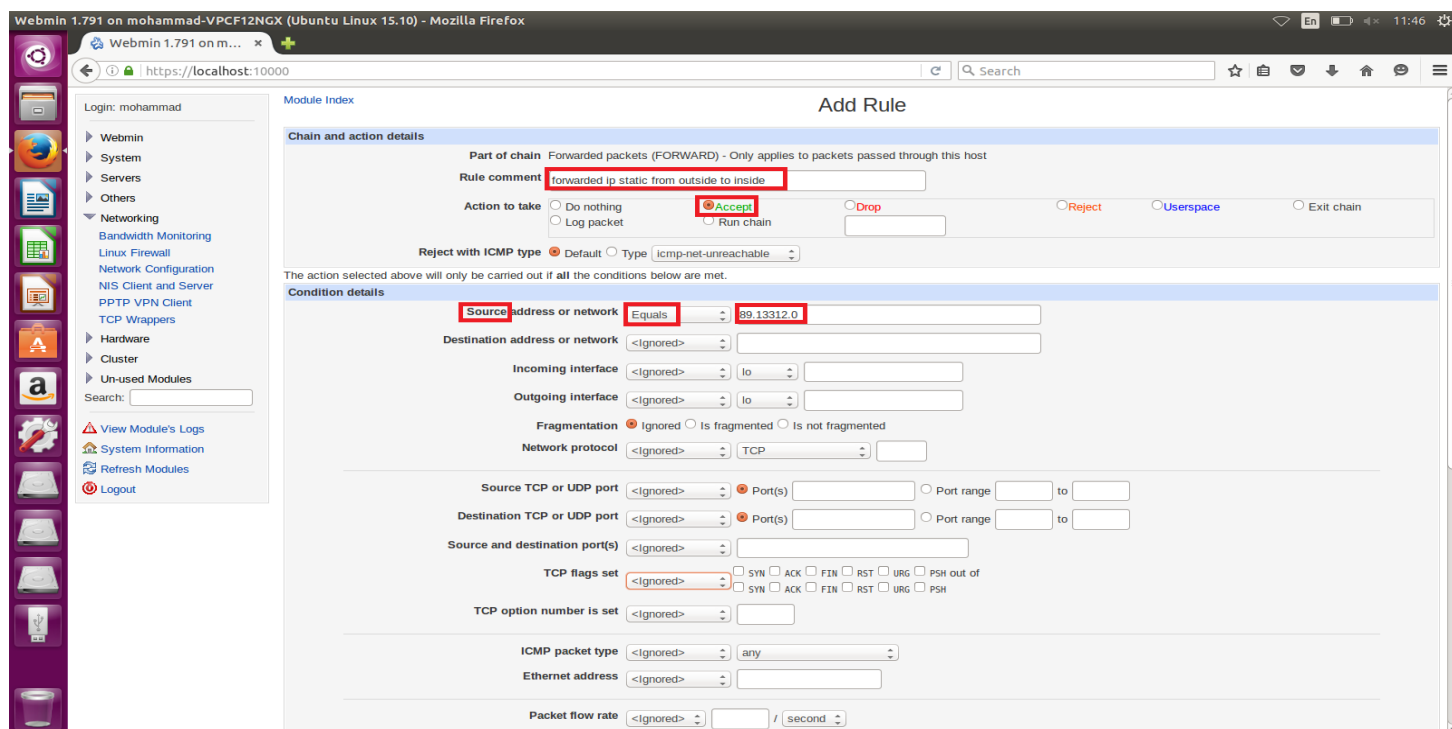 Webmin 1.791 on mohammad-VPCF12NGX (Ubuntu Linux 15.10) - Mozilla Firefox En 11:46
Webmin 1.791 on m... ×
https://localhost:10000 Search
Login: mohammad
Webmin
System
Servers
Others
Networking
Bandwidth Monitoring
Linux Firewall
Network Configuration
NIS Client and Server
PPTP VPN Client
TCP Wrappers
Hardware
Cluster
Un-used Modules
Search:
View Module's Logs
System Information
Refresh Modules
Logout
Module Index
Add Rule
Chain and action details
Part of chain Forwarded packets (FORWARD) - Only applies to packets passed through this host
Rule comment forwarded ip static from outside to inside
Action to take Do nothing Accept Drop Reject Userspace Exit chain
Log packet Run chain
Reject with ICMP type Default Type icmp-net-unreachable
The action selected above will only be carried out if all the conditions below are met.
Condition details
Source address or network Equals 89.13312.0
Destination address or network <Ignored>
Incoming interface <Ignored> lo
Outgoing interface <Ignored> lo
Fragmentation Ignored Is fragmented Is not fragmented
Network protocol <Ignored> TCP
Source TCP or UDP port <Ignored> Port(s) Port range to
Destination TCP or UDP port <Ignored> Port(s) Port range to
Source and destination port(s) <Ignored>
TCP flags set <Ignored> SYN ACK FIN RST URG PSH out of
SYN ACK FIN RST URG PSH
TCP option number is set <Ignored>
ICMP packet type <Ignored> any
Ethernet address <Ignored>
Packet flow rate <Ignored> / second